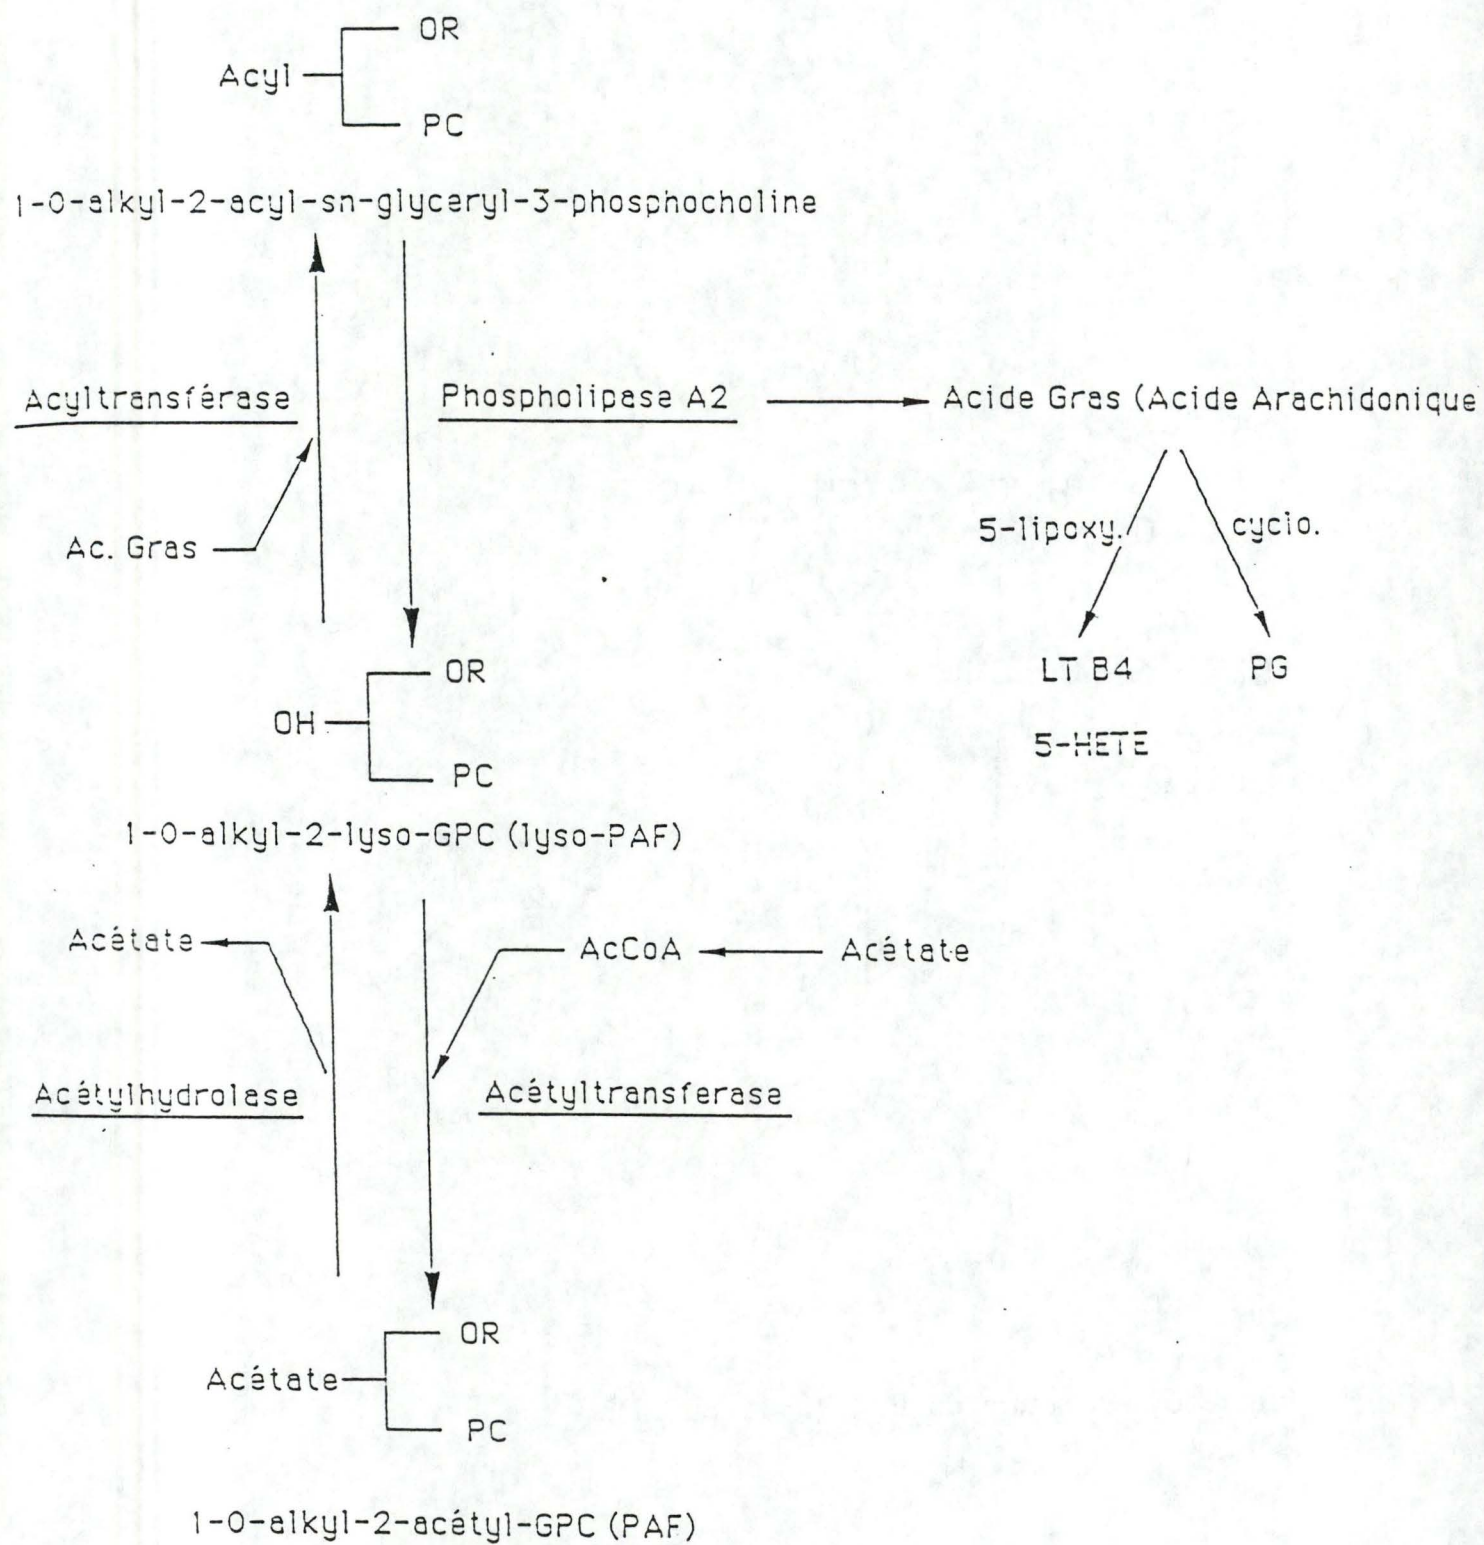 OR
Acyl
PC
1-O-alkyl-2-acyl-sn-glyceryl-3-phosphocholine
Acyltransférase
Phospholipase A2
Acide Gras (Acide Arachidonique
Ac. Gras
5-lipoxy.
cyclo.
LT B4
PG
5-HETE
OR
OH
PC
1-O-alkyl-2-lyso-GPC (lyso-PAF)
Acétate
AcCoA
Acétate
Acétylhydrolase
Acétyltransferase
OR
Acétate
PC
1-O-alkyl-2-acétyl-GPC (PAF)